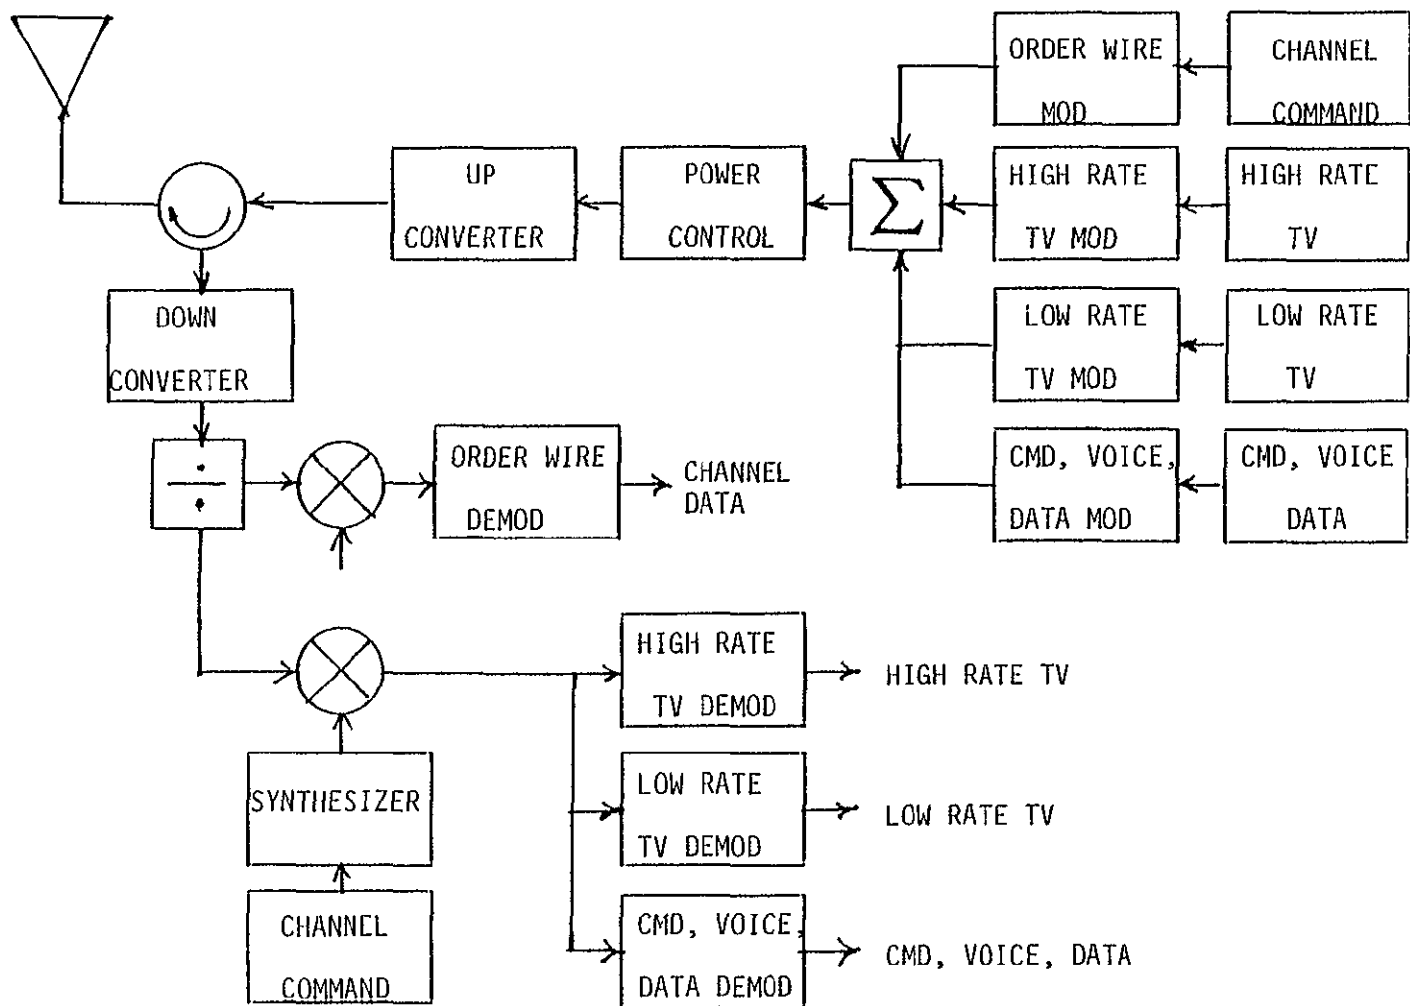 ORDER WIRE
MOD
CHANNEL
COMMAND
UP
CONVERTER
POWER
CONTROL
Σ
HIGH RATE
TV MOD
HIGH RATE
TV
DOWN
CONVERTER
LOW RATE
TV MOD
LOW RATE
TV
ORDER WIRE
DEMOD
CHANNEL
DATA
CMD, VOICE,
DATA MOD
CMD, VOICE
DATA
HIGH RATE
TV DEMOD
HIGH RATE TV
SYNTHESIZER
LOW RATE
TV DEMOD
LOW RATE TV
CHANNEL
COMMAND
CMD, VOICE,
DATA DEMOD
CMD, VOICE, DATA